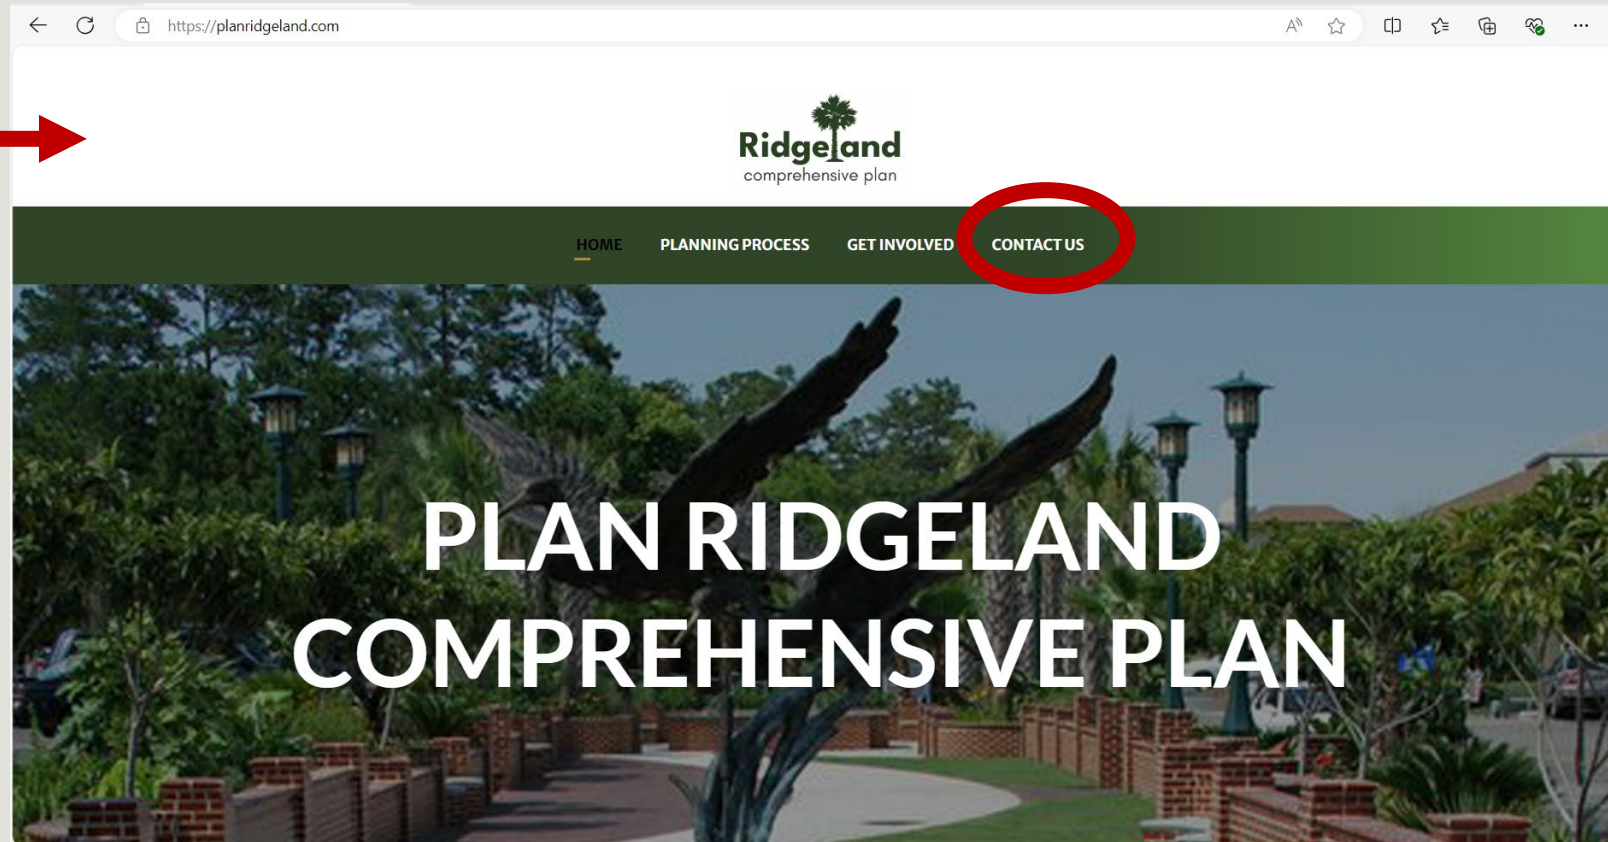 https://planridgeland.com
Ridgeland
comprehensive plan
HOME PLANNING PROCESS GET INVOLVED CONTACT US
PLAN RIDGELAND
COMPREHENSIVE PLAN